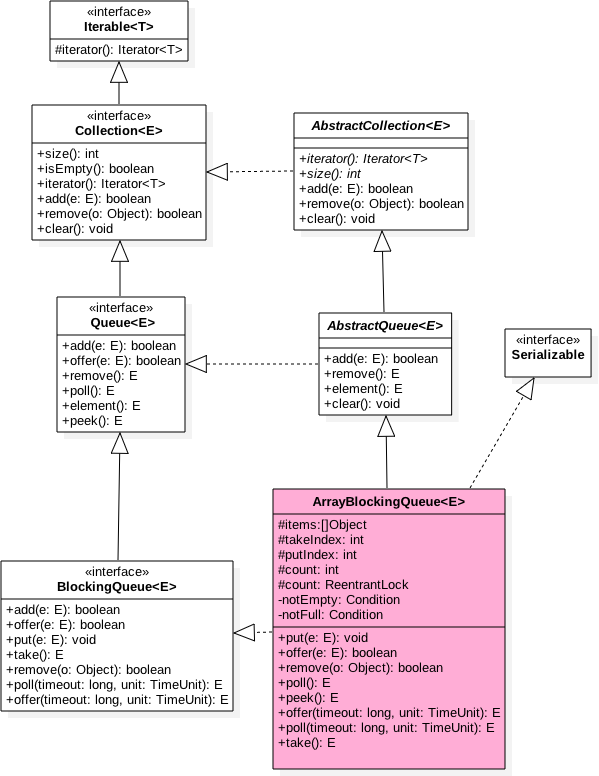 «interface»
Iterable<T>
#iterator(): Iterator<T>
«interface»
Collection<E>
+size(): int
+isEmpty(): boolean
+iterator(): Iterator<T>
+add(e: E): boolean
+remove(o: Object): boolean
+clear(): void
AbstractCollection<E>
+iterator(): Iterator<T>
+size(): int
+add(e: E): boolean
+remove(o: Object): boolean
+clear(): void
«interface»
Queue<E>
+add(e: E): boolean
+offer(e: E): boolean
+remove(): E
+poll(): E
+element(): E
+peek(): E
AbstractQueue<E>
+add(e: E): boolean
+remove(): E
+element(): E
+clear(): void
«interface»
Serializable
ArrayBlockingQueue<E>
#items:[]Object
#takeIndex: int
#putIndex: int
#count: int
#count: ReentrantLock
-notEmpty: Condition
-notFull: Condition
+put(e: E): void
+offer(e: E): boolean
+remove(o: Object): boolean
+poll(): E
+peek(): E
+offer(timeout: long, unit: TimeUnit): E
+poll(timeout: long, unit: TimeUnit): E
+take(): E
«interface»
BlockingQueue<E>
+add(e: E): boolean
+offer(e: E): boolean
+put(e: E): void
+take(): E
+remove(o: Object): boolean
+poll(timeout: long, unit: TimeUnit): E
+offer(timeout: long, unit: TimeUnit): E